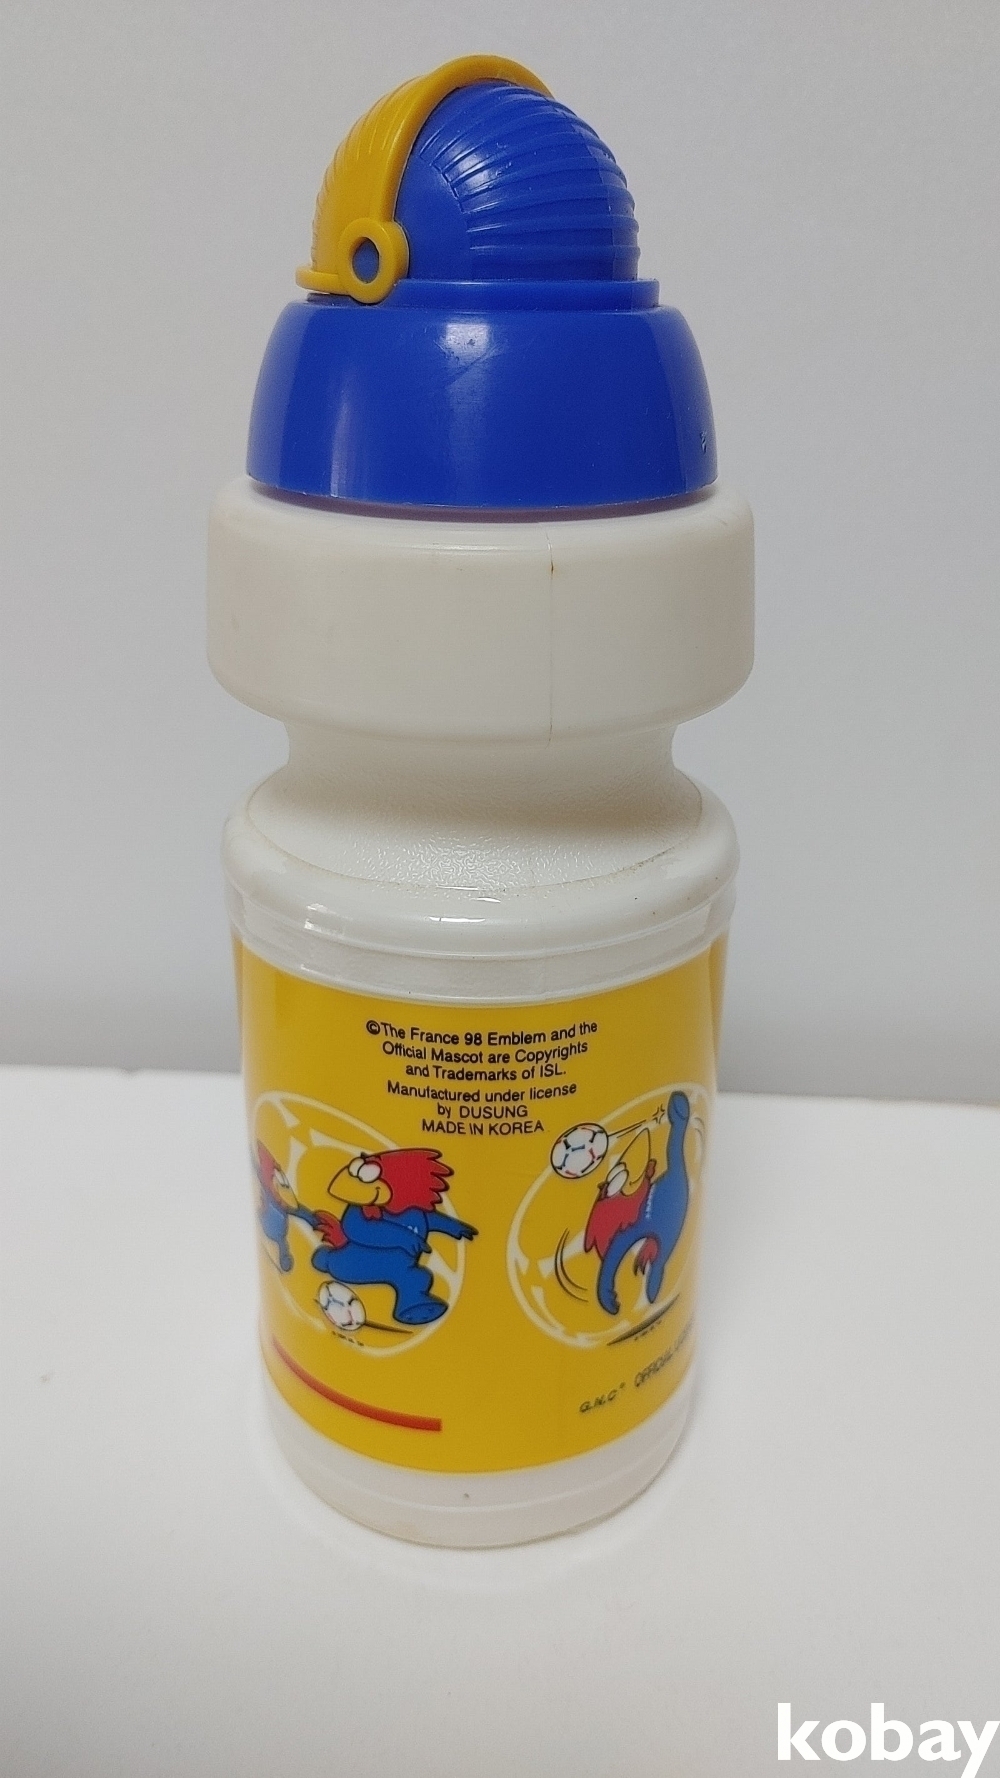 ©The France 98 Emblem and the
Official Mascot are Copyrights
and Trademarks of ISL.
Manufactured under license
by DUSUNG
MADE IN KOREA
G.M.C® OFFICIAL
kobay